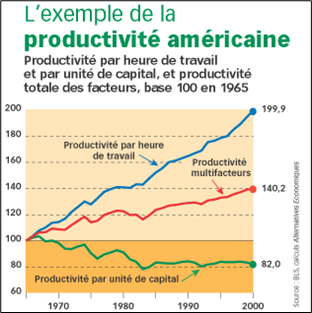 L'exemple de la
productivité américaine
Productivité par heure de travail
et par unité de capital, et productivité
totale des facteurs, base 100 en 1965
200
180
160
140
120
100
80
60
199,9
Productivité par heure
de travail
Productivité
multifacteurs
140,2
82,0
Productivité par unité de capital
1970
1980
1990
2000
Source : BLS, calculs Alternatives Economiques